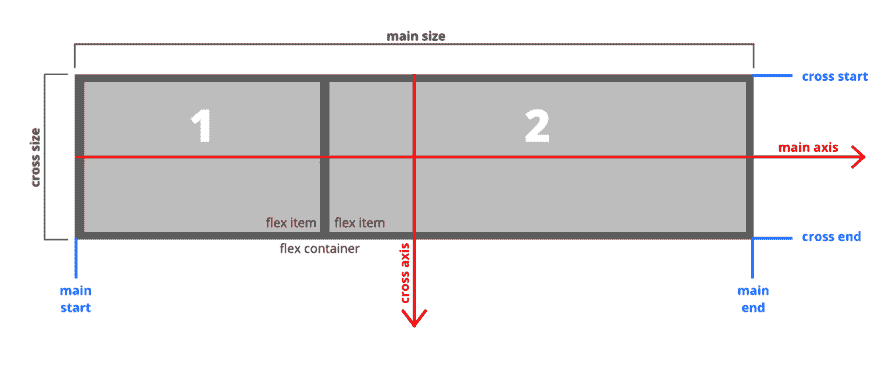 main size
cross start
cross size
1
2
main axis
flex item
flex item
cross end
flex container
cross axis
main
start
main
end